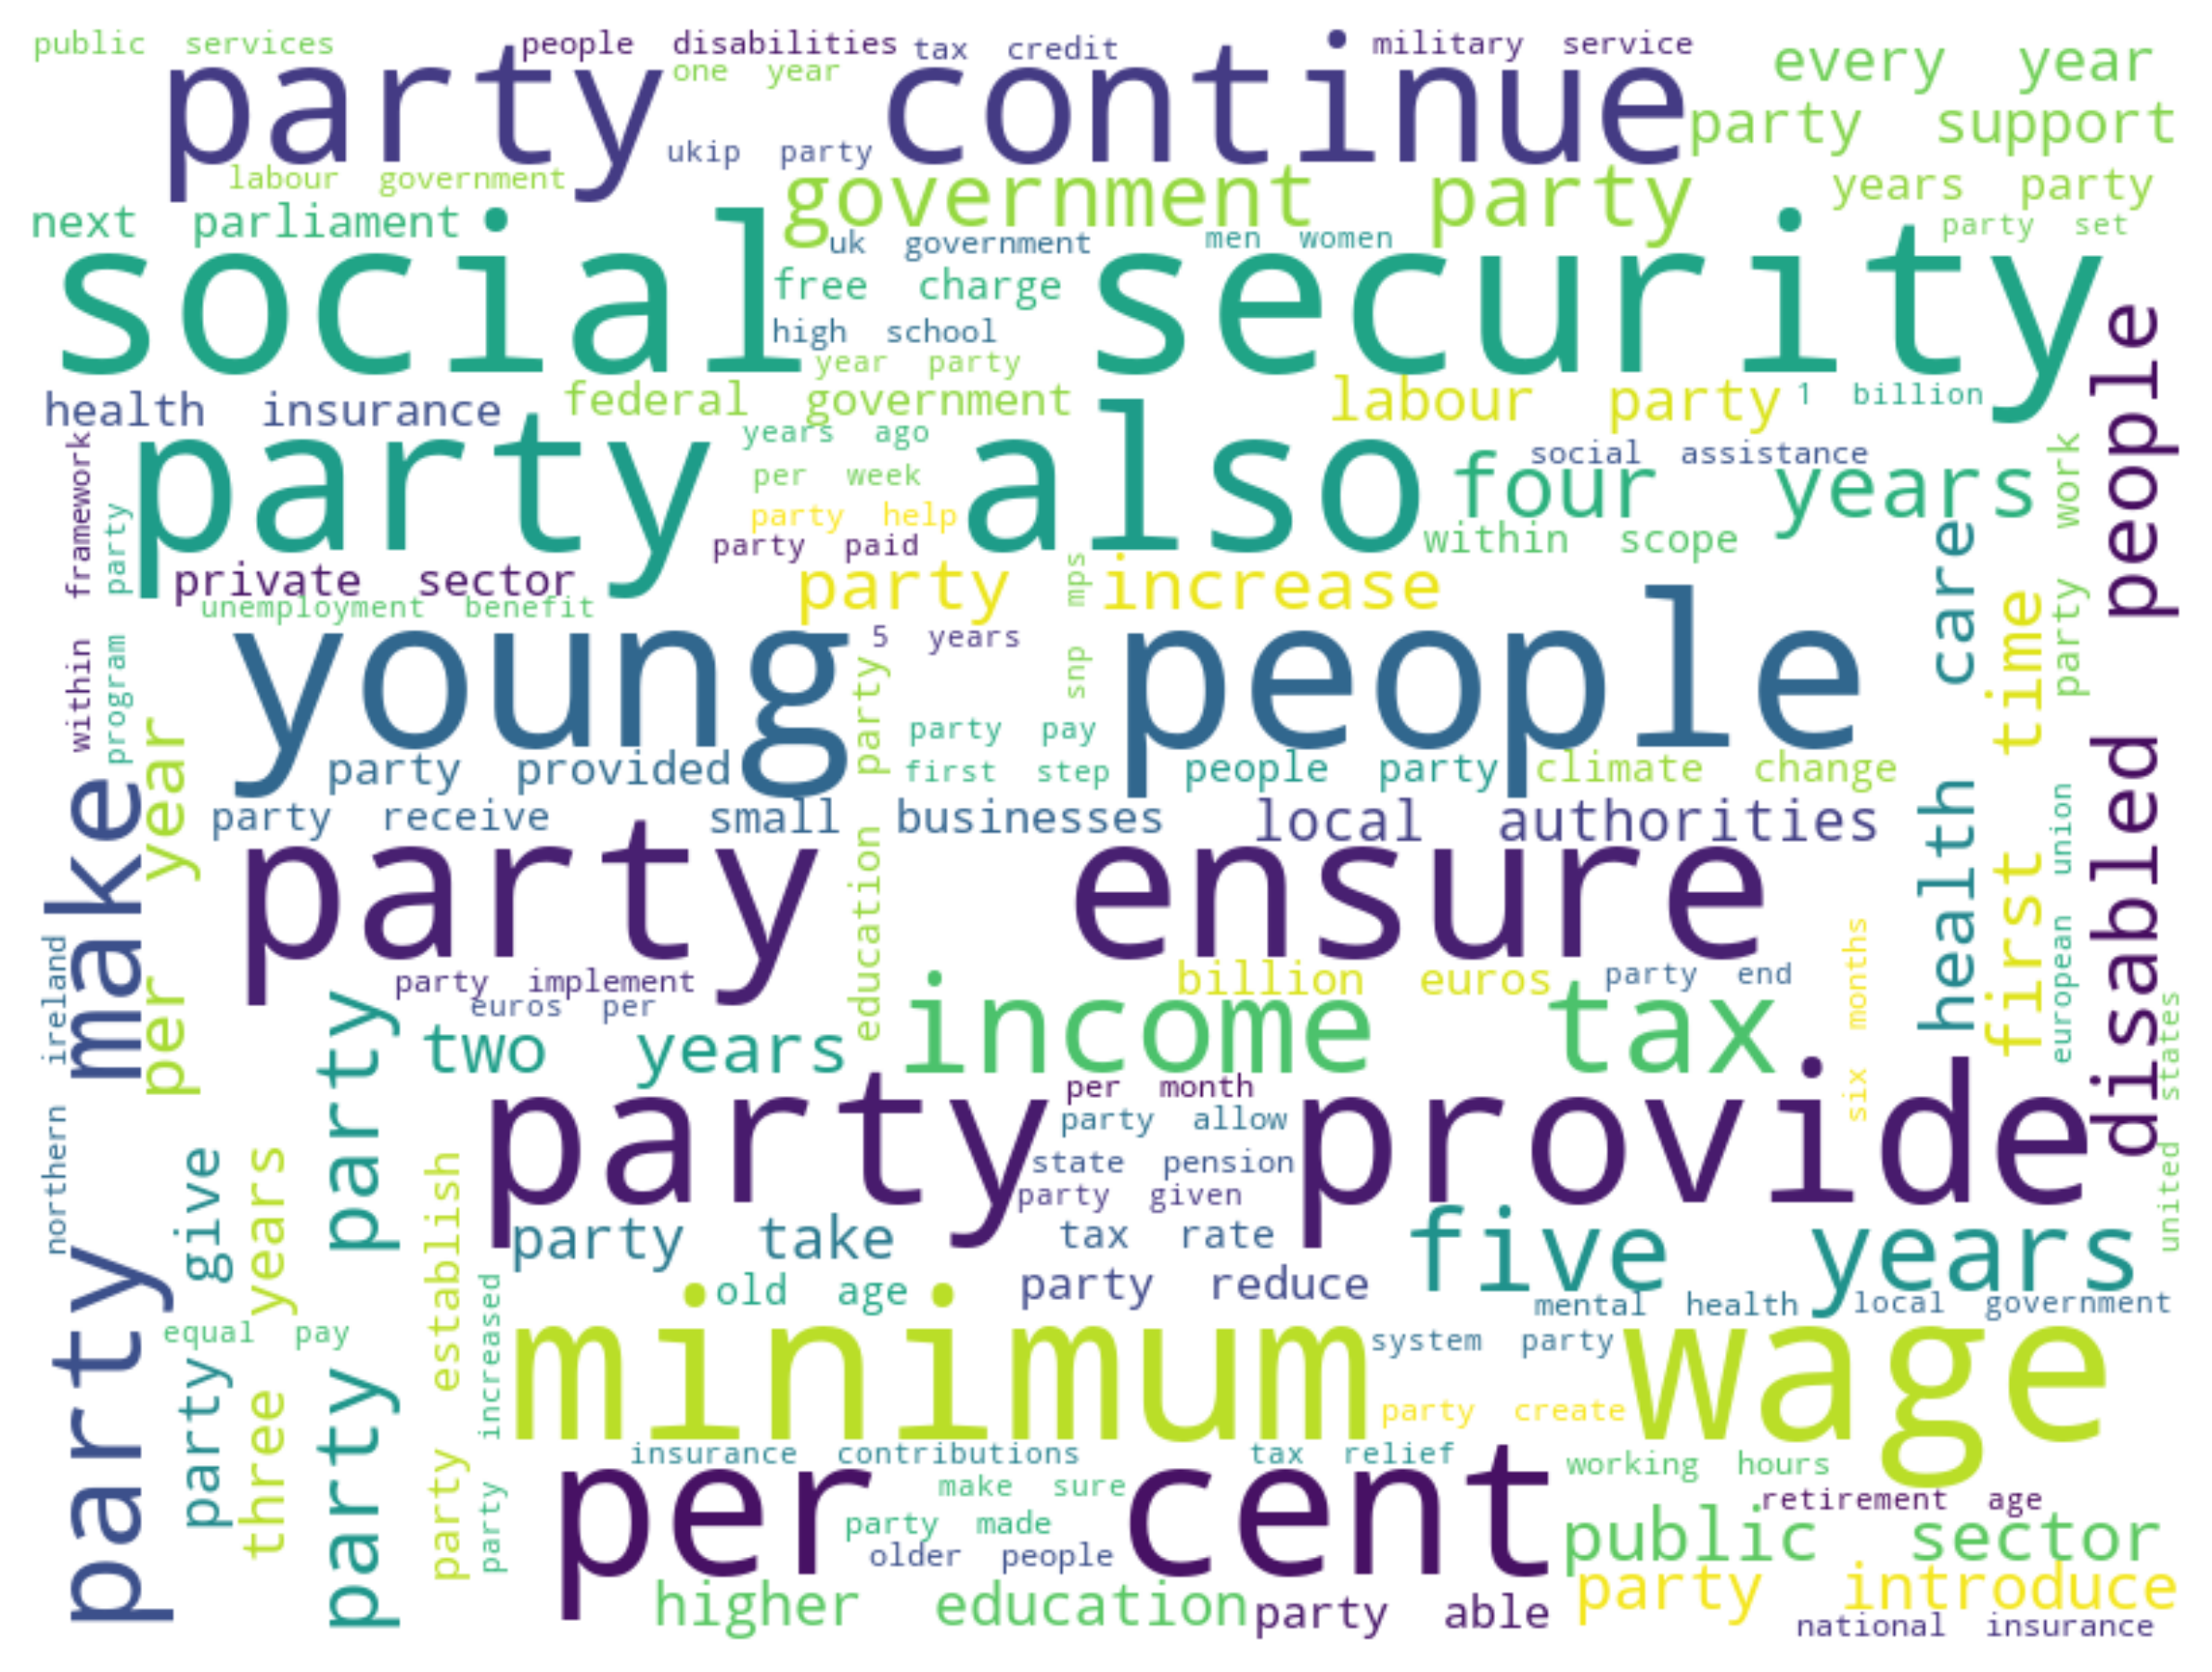 public services
people disabilities
tax credit
military service
every year
party continue
one year
party support
ukip party
labour government
government party
years party
next parliament
uk government
men women
party set
social security
free charge
high school
year party
health insurance
federal government
labour party
1 billion
disabled people
party also
years ago
social assistance
four years
per week
party help
within scope
party paid
within framework
program party
private sector
unemployment benefit
party increase
snp mps
party work
health care
first time
young people
5 years
education party
party pay
first step
people party
climate change
party provided
party receive
small businesses
local authorities
per year
party make
party ensure
european union
northern ireland
party implement
euros per
billion euros
party end
six months
two years
income tax
united states
party provide
per month
party allow
state pension
party given
party give
three years
party party
party establish
party increased
party take
tax rate
five years
old age
party reduce
mental health
local government
equal pay
minimum wage
system party
party create
insurance contributions
tax relief
working hours
per cent
make sure
retirement age
party made
older people
public sector
higher education
party able
party introduce
national insurance